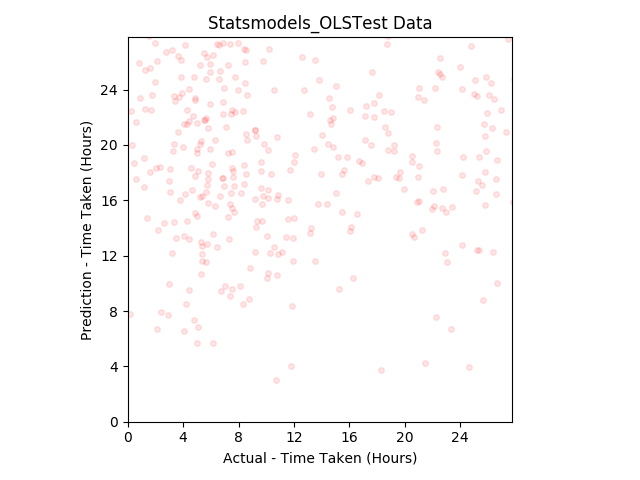 Statsmodels_OLSTest Data
Prediction - Time Taken (Hours)
24
20
16
12
8
4
0
0 4 8 12 16 20 24
Actual - Time Taken (Hours)